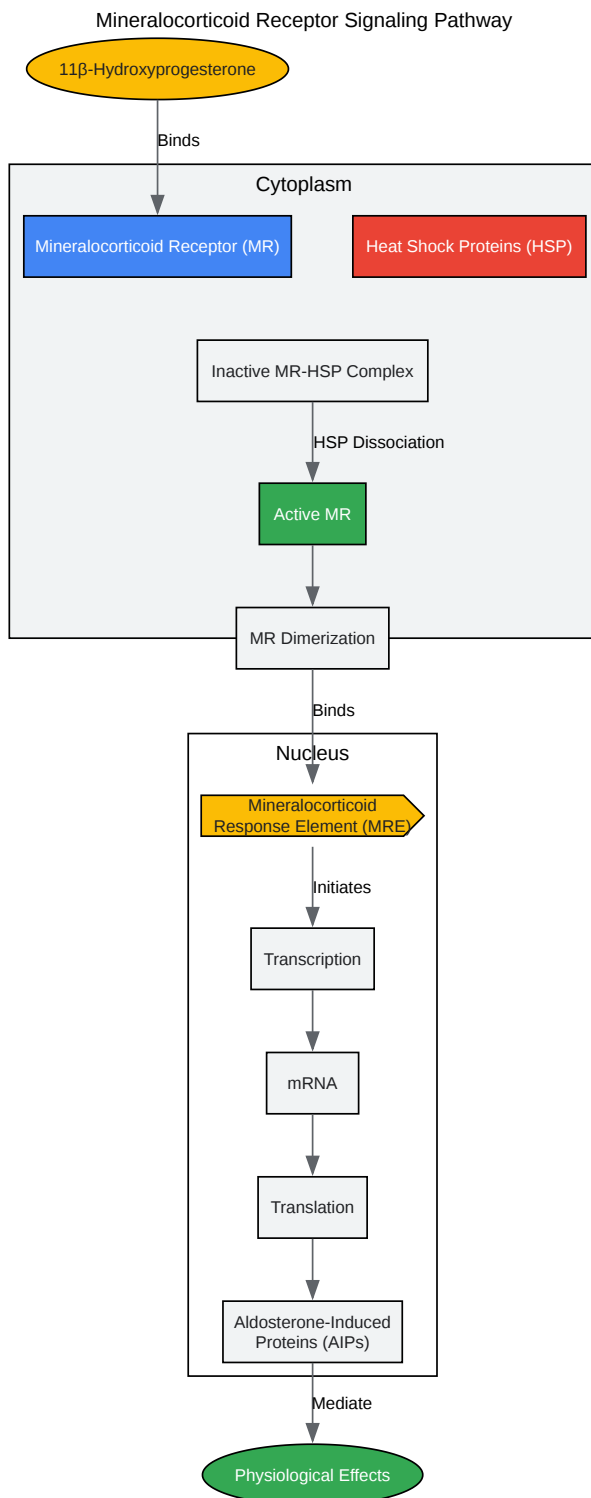 Mineralocorticoid Receptor Signaling Pathway
11β-Hydroxyprogesterone
Binds
Cytoplasm
Mineralocorticoid Receptor (MR)
Heat Shock Proteins (HSP)
Inactive MR-HSP Complex
HSP Dissociation
Active MR
MR Dimerization
Binds
Nucleus
Mineralocorticoid
Response Element (MRE)
Initiates
Transcription
mRNA
Translation
Aldosterone-Induced
Proteins (AIPs)
Mediate
Physiological Effects